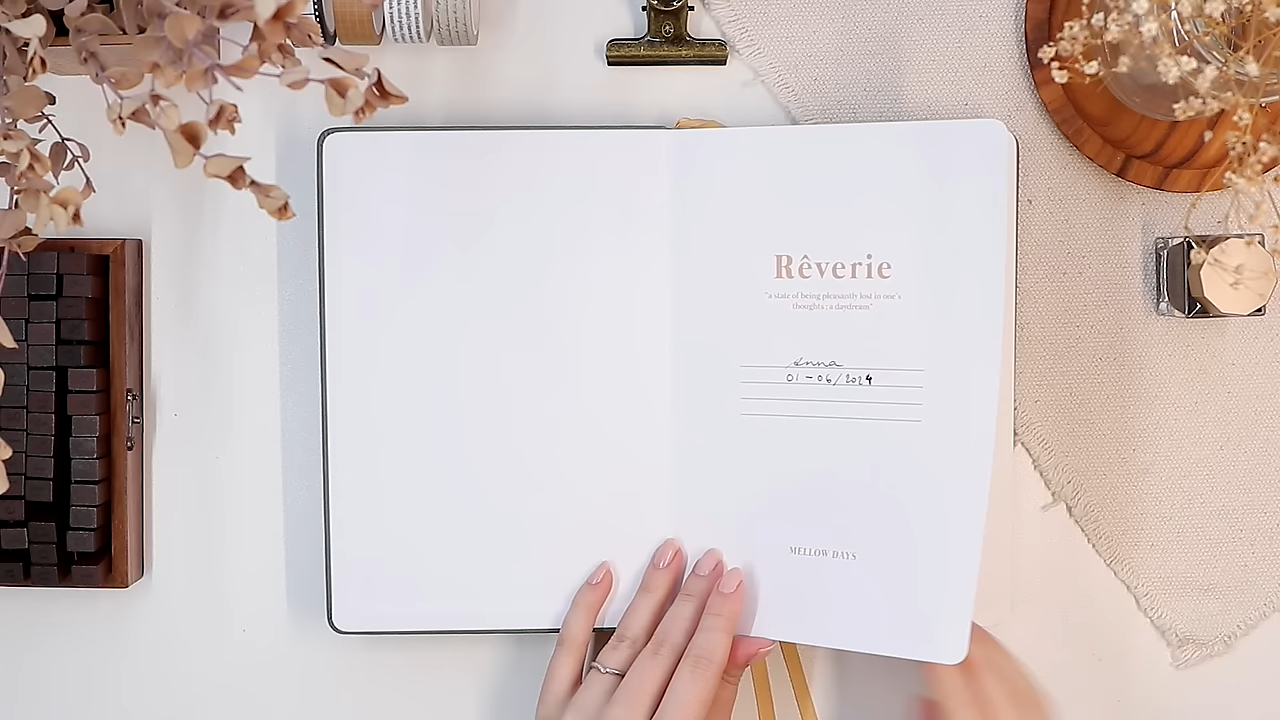 Rêverie
"a state of being pleasantly lost in one's
thoughts ; a daydream"
Anna
01-06/2024
MELLOW DAYS